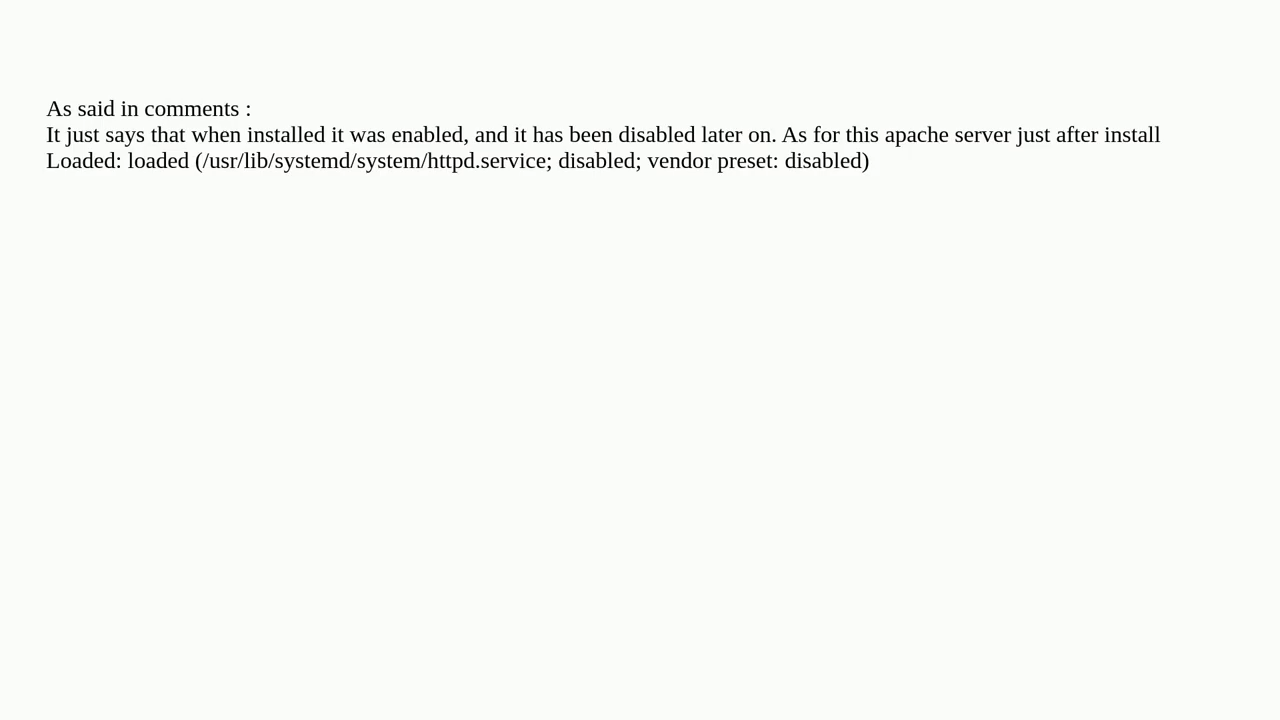 As said in comments :
It just says that when installed it was enabled, and it has been disabled later on. As for this apache server just after install
Loaded: loaded (/usr/lib/systemd/system/httpd.service; disabled; vendor preset: disabled)